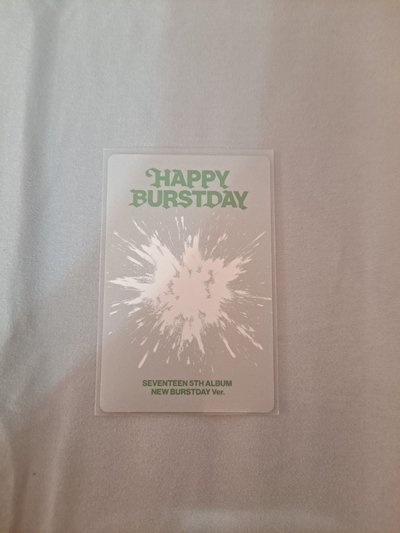 HAPPY
BURSTDAY
SEVENTEEN 5TH ALBUM
NEW BURSTDAY Ver.